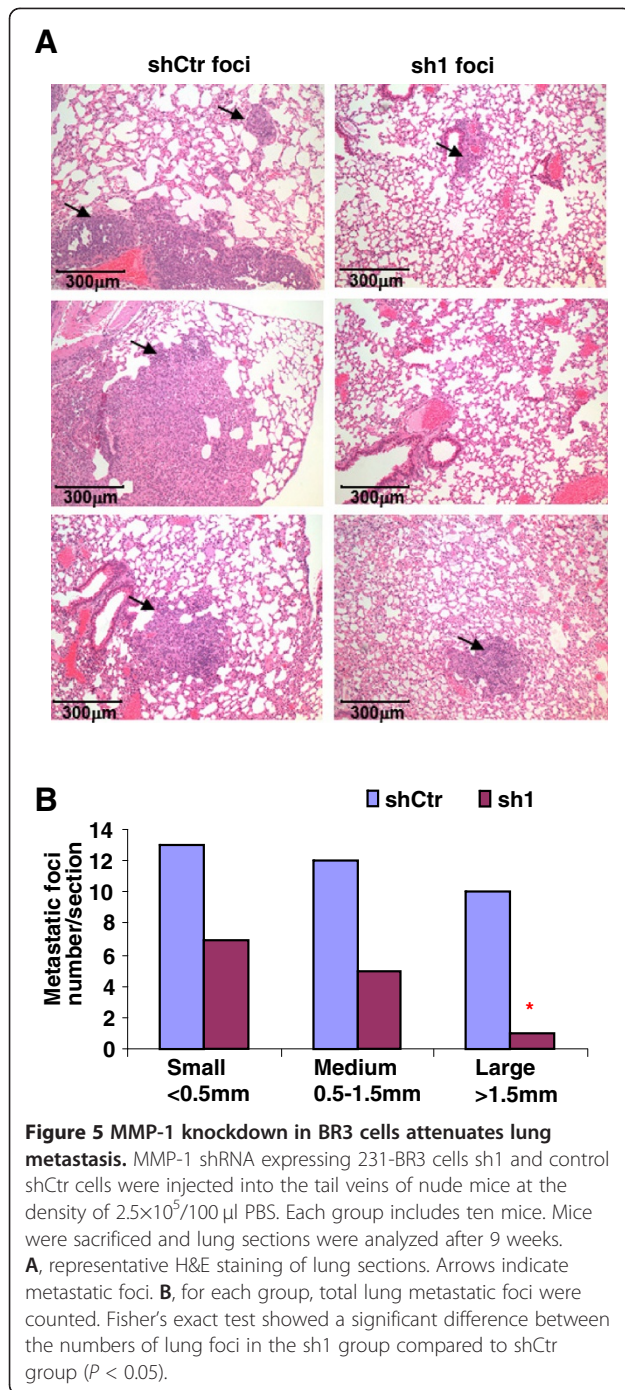 A
shCtr foci
sh1 foci
300µm
300µm
300µm
300µm
300µm
300µm
B
shCtr
sh1
Metastatic foci
number/section
14
12
10
8
6
4
2
0
*
Small
<0.5mm
Medium
0.5-1.5mm
Large
>1.5mm
Figure 5 MMP-1 knockdown in BR3 cells attenuates lung
metastasis. MMP-1 shRNA expressing 231-BR3 cells sh1 and control
shCtr cells were injected into the tail veins of nude mice at the
density of 2.5×10⁵/100 µl PBS. Each group includes ten mice. Mice
were sacrificed and lung sections were analyzed after 9 weeks.
A, representative H&E staining of lung sections. Arrows indicate
metastatic foci. B, for each group, total lung metastatic foci were
counted. Fisher's exact test showed a significant difference between
the numbers of lung foci in the sh1 group compared to shCtr
group (P < 0.05).